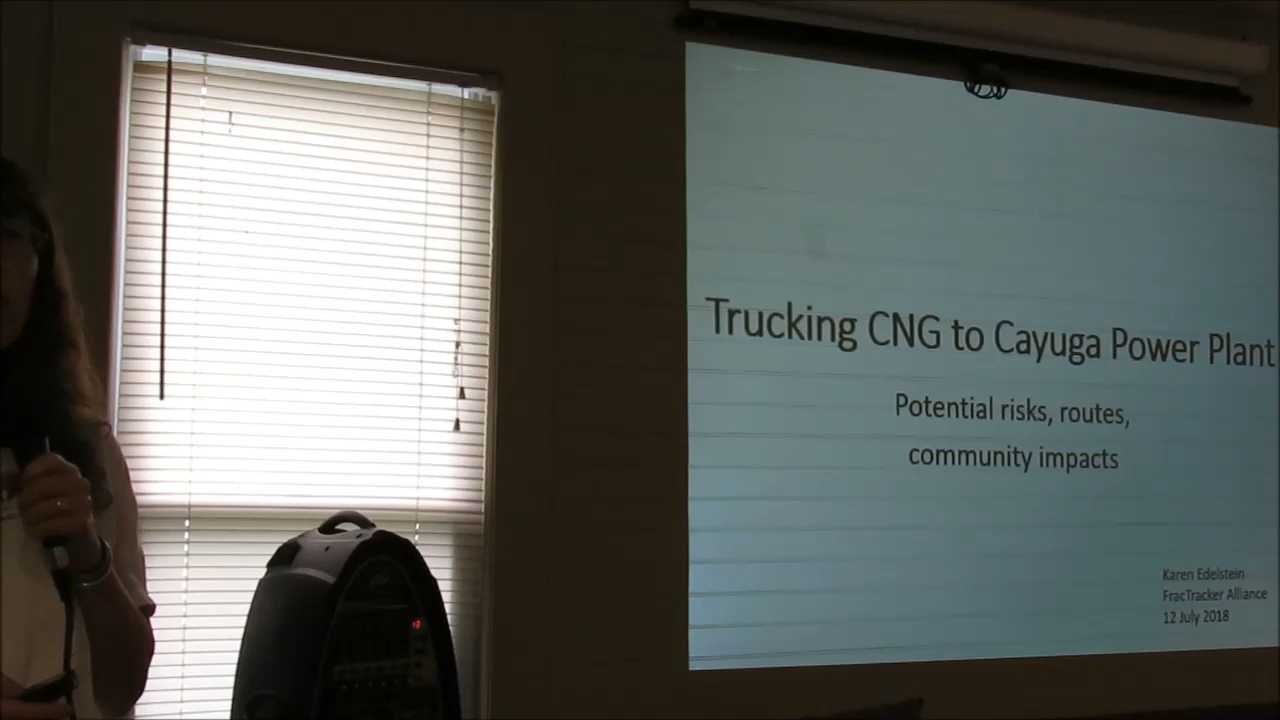 Trucking CNG to Cayuga Power Plant
Potential risks, routes,
community impacts
Karen Edelstein
FracTracker Alliance
12 July 2018